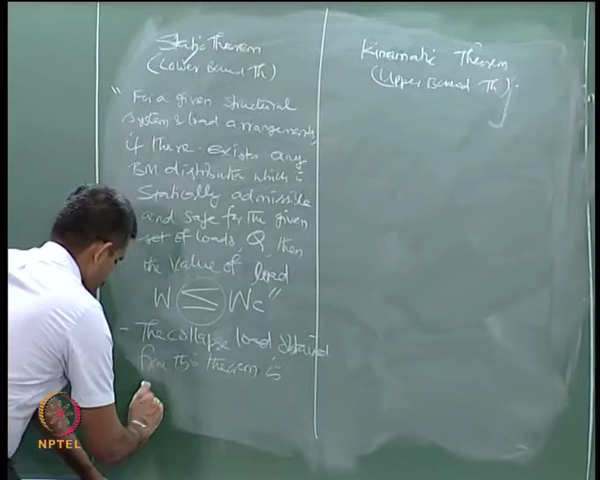 Static Theorem
(Lower Bound Th)
"For a given structural
system & load arrangements,
if there exists any
BM distributn which is
Statically admissible
and safe for the given
set of loads Q, then
the value of load
W ≤ Wc"
- The collapse load obtained
from this theorem is
Kinematic Theorem
(Upper Bound Th)
NPTEL